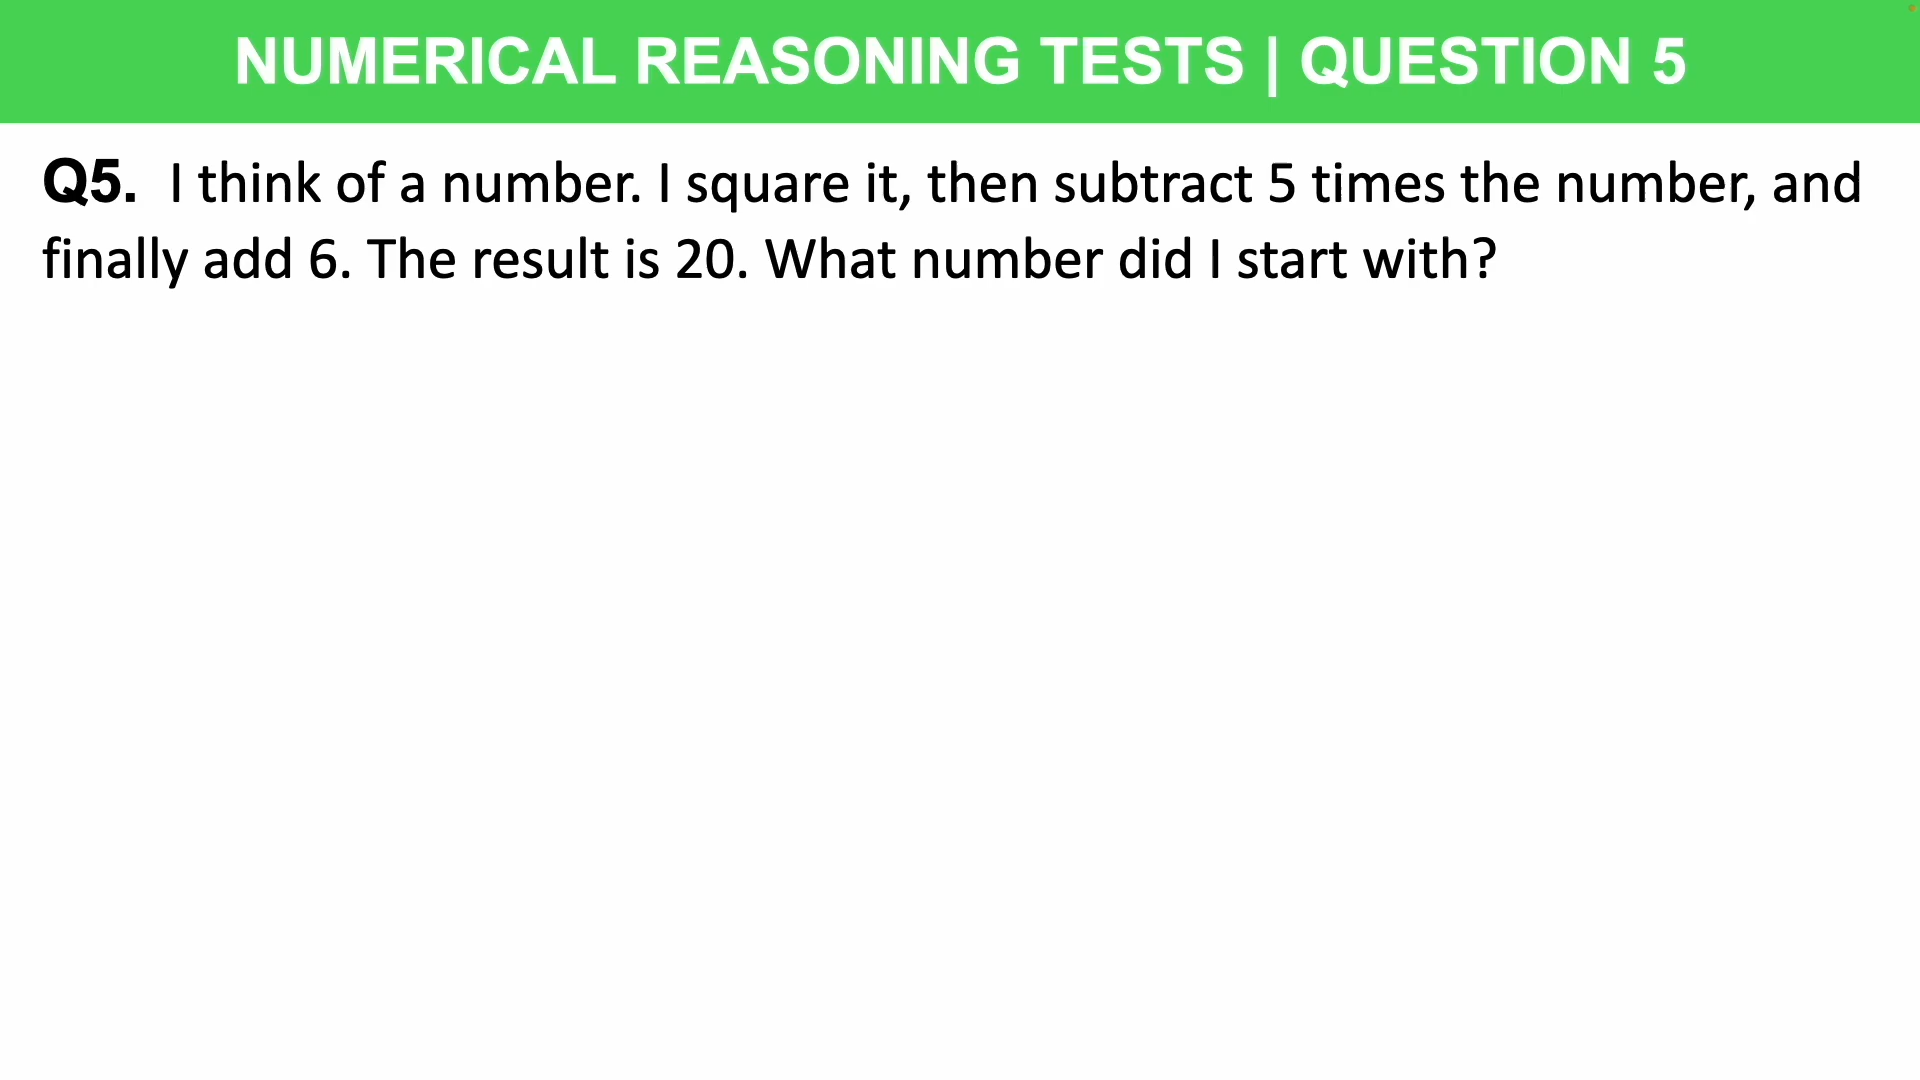 NUMERICAL REASONING TESTS | QUESTION 5
Q5. I think of a number. I square it, then subtract 5 times the number, and
finally add 6. The result is 20. What number did I start with?